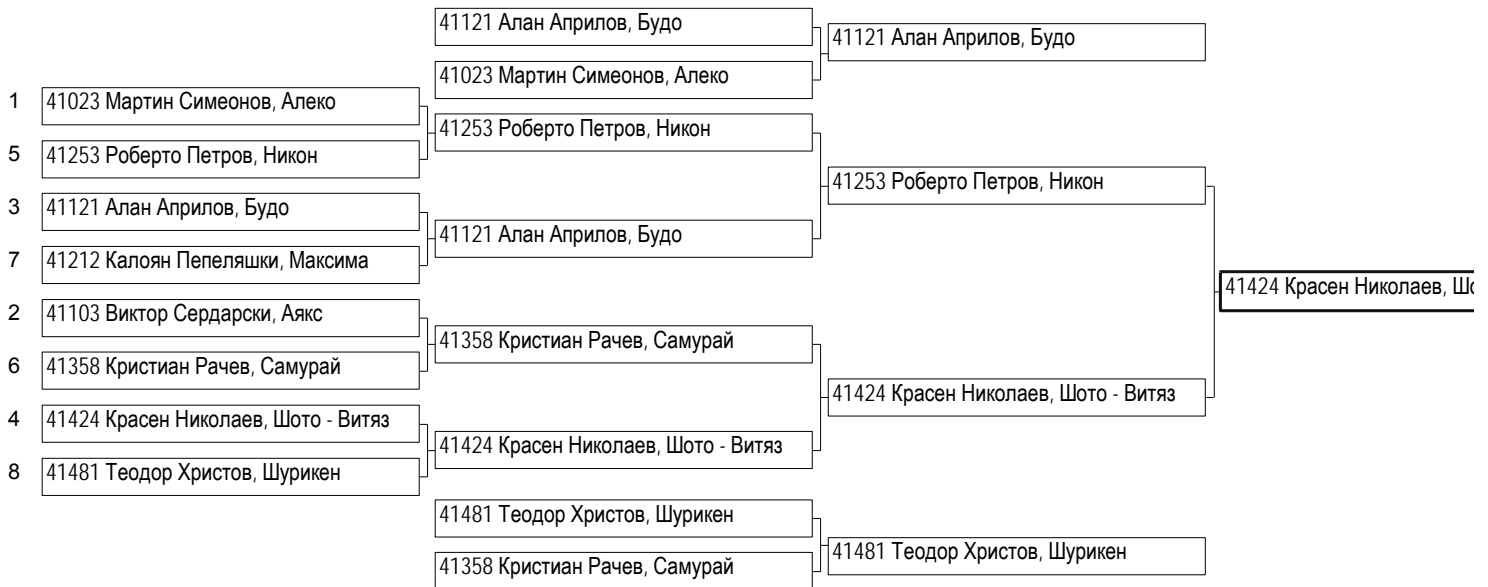 41121 Алан Априлов, Будо
41121 Алан Априлов, Будо
41023 Мартин Симеонов, Алеко
1 41023 Мартин Симеонов, Алеко
41253 Роберто Петров, Никон
5 41253 Роберто Петров, Никон
41253 Роберто Петров, Никон
3 41121 Алан Априлов, Будо
41121 Алан Априлов, Будо
7 41212 Калоян Пепеляшки, Максима
41424 Красен Николаев,
2 41103 Виктор Сердарски, Аякс
41358 Кристиан Рачев, Самурай
6 41358 Кристиан Рачев, Самурай
41424 Красен Николаев, Шото - Витяз
4 41424 Красен Николаев, Шото - Витяз
41424 Красен Николаев, Шото - Витяз
8 41481 Теодор Христов, Шурикен
41481 Теодор Христов, Шурикен
41481 Теодор Христов, Шурикен
41358 Кристиан Рачев, Самурай